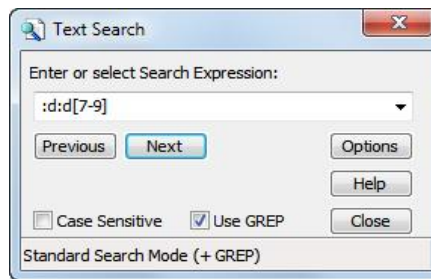 Text Search
Enter or select Search Expression:
:d:d[7-9]
Previous Next Options
Help
Case Sensitive Use GREP Close
Standard Search Mode (+ GREP)